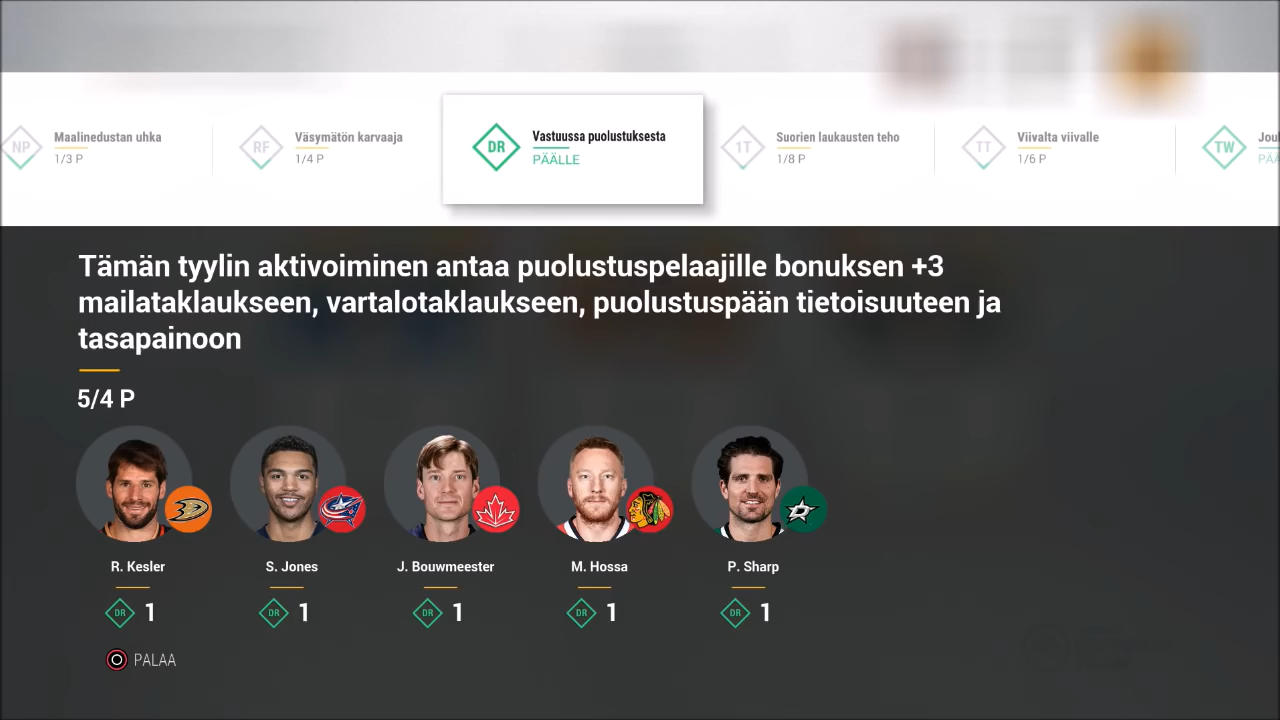 NP Maalinedustan uhka
1/3 P
RF Väsymätön karvaaja
1/4 P
DR Vastuussa puolustuksesta
PÄÄLLE
1T Suorien laukausten teho
1/8 P
TT Viivalta viivalle
1/6 P
TW Jou
PÄÄ
Tämän tyylin aktivoiminen antaa puolustuspelaajille bonuksen +3
mailataklaukseen, vartalotaklaukseen, puolustuspään tietoisuuteen ja
tasapainoon
5/4 P
R. Kesler
S. Jones
J. Bouwmeester
M. Hossa
P. Sharp
DR 1
DR 1
DR 1
DR 1
DR 1
PALAA